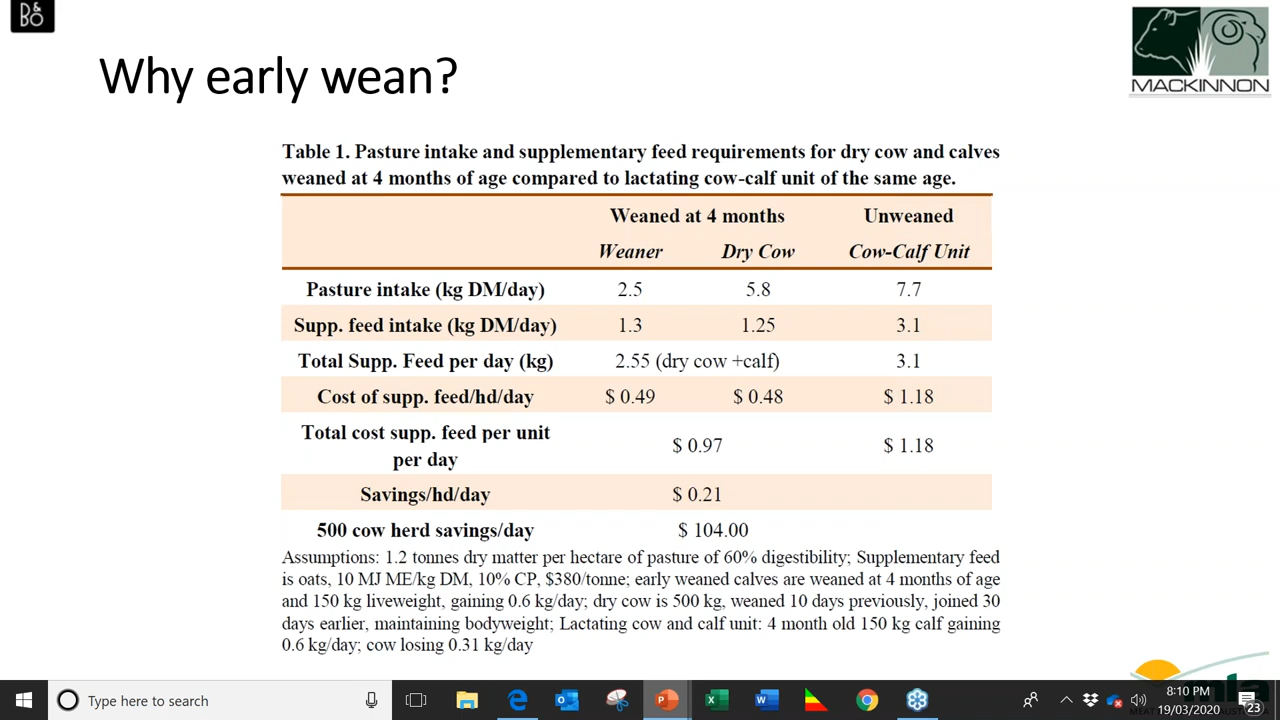 B&O
Why early wean?
MACKINNON
Table 1. Pasture intake and supplementary feed requirements for dry cow and calves
weaned at 4 months of age compared to lactating cow-calf unit of the same age.
Weaned at 4 months Unweaned
Weaner Dry Cow Cow-Calf Unit
Pasture intake (kg DM/day) 2.5 5.8 7.7
Supp. feed intake (kg DM/day) 1.3 1.25 3.1
Total Supp. Feed per day (kg) 2.55 (dry cow +calf) 3.1
Cost of supp. feed/hd/day $ 0.49 $ 0.48 $ 1.18
Total cost supp. feed per unit
per day $ 0.97 $ 1.18
Savings/hd/day $ 0.21
500 cow herd savings/day $ 104.00
Assumptions: 1.2 tonnes dry matter per hectare of pasture of 60% digestibility; Supplementary feed
is oats, 10 MJ ME/kg DM, 10% CP, $380/tonne; early weaned calves are weaned at 4 months of age
and 150 kg liveweight, gaining 0.6 kg/day; dry cow is 500 kg, weaned 10 days previously, joined 30
days earlier, maintaining bodyweight; Lactating cow and calf unit: 4 month old 150 kg calf gaining
0.6 kg/day; cow losing 0.31 kg/day
Type here to search
8:10 PM
19/03/2020
23